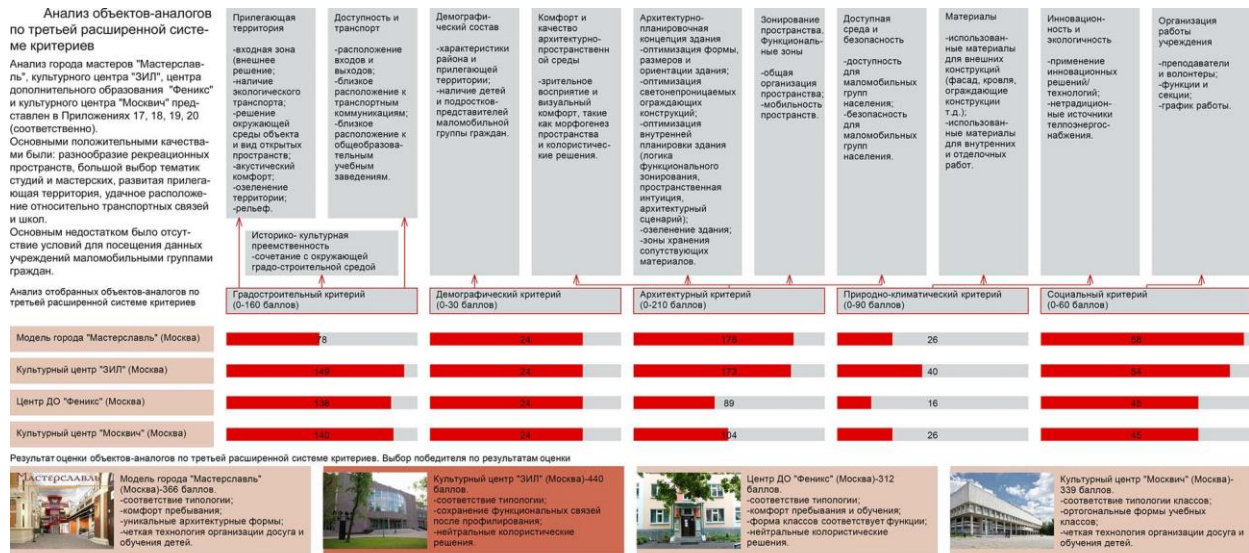 Анализ объектов-аналогов
по третьей расширенной систе-
ме критериев
Анализ города мастеров "Мастерслав-
ль", культурного центра "ЗИЛ", центра
дополнительного образования "Феникс"
и культурного центра "Москвич" пред-
ставлен в Приложениях 17, 18, 19, 20
(соответственно).
Основными положительными качества-
ми были: разнообразие рекреационных
пространств, большой выбор тематик
студий и мастерских, развитая прилега-
ющая территория, удачное расположе-
ние относительно транспортных связей
и школ.
Основным недостатком было отсут-
ствие условий для посещения данных
учреждений маломобильными группами
граждан.
Прилегающая
территория
-входная зона
(внешнее
решение;
-наличие
экологического
транспорта;
-решение
окружающей
среды объекта
и вид открытых
пространств;
-акустический
комфорт;
-озеленение
территории;
-рельеф.
Доступность и
транспорт
-расположение
входов и
выходов;
-близкое
расположение к
транспортным
коммуникациям;
-близкое
расположение к
общеобразова-
тельным
учебным
заведениям.
Историко- культурная
преемственность
-сочетание с окружающей
градо-строительной средой
Демографи-
ческий состав
-характеристики
района и
прилегающей
территории;
-наличие детей
и подростков-
представителей
маломобильной
группы граждан.
Комфорт и
качество
архитектурно-
пространственн
ой среды
-зрительное
восприятие и
визуальный
комфорт, такие
как морфогенез
пространства
и колористичес-
кие решения.
Архитектурно-
планировочная
концепция здания
-оптимизация формы,
размеров и
ориентации здания;
-оптимизация
светонепроницаемых
ограждающих
конструкций;
-оптимизация
внутренней
планировки здания
(логика
функционального
зонирования,
пространственная
интуиция,
архитектурный
сценарий);
-озеленение здания;
-зоны хранения
сопутствующих
материалов.
Зонирование
пространства.
Функциональ-
ные зоны
-общая
организация
пространства;
-мобильность
пространств.
Доступная
среда и
безопасность
-доступность
для
маломобильных
групп
населения;
-безопасность
для
маломобильных
групп
населения.
Материалы
-использован-
ные материалы
для внешних
конструкций
(фасад, кровля,
ограждающие
конструкции
т.д.);
-использован-
ные материалы
для внутренних
и отделочных
работ.
Инновацион-
ность и
экологичность
-применение
инновационных
решений/
технологий;
-нетрадицион-
ные источники
теплоэнергос-
набжения.
Организация
работы
учреждения
-преподаватели
и волонтеры;
-функции и
секции;
-график работы.
Анализ отобранных объектов-аналогов по
третьей расширенной системе критериев
Градостроительный критерий
(0-160 баллов)
Демографический критерий
(0-30 баллов)
Архитектурный критерий
(0-210 баллов)
Природно-климатический критерий
(0-90 баллов)
Социальный критерий
(0-60 баллов)
Модель города "Мастерславль" (Москва)
78
24
176
26
58
Культурный центр "ЗИЛ" (Москва)
149
24
173
40
54
Центр ДО "Феникс" (Москва)
138
24
89
16
45
Культурный центр "Москвич" (Москва)
140
24
104
26
45
Результат оценки объектов-аналогов по третьей расширенной системе критериев. Выбор победителя по результатам оценки
МАСТЕРСЛАВЛЬ
Модель города "Мастерславль"
(Москва)-366 баллов.
-соответствие типологии;
-комфорт пребывания;
-уникальные архитектурные формы;
-четкая технология организации досуга и
обучения детей.
Культурный центр "ЗИЛ" (Москва)-440
баллов.
-соответствие типологии;
-сохранение функциональных связей
после профилирования;
-нейтральные колористические
решения.
Центр ДО "Феникс" (Москва)-312
баллов.
-соответствие типологии;
-комфорт пребывания и обучения;
-форма классов соответствует функции;
-нейтральные колористические
решения.
Культурный центр "Москвич" (Москва)-
339 баллов.
-соответствие типологии классов;
-ортогональные формы учебных
классов;
-четкая технология организации досуга и
обучения детей.